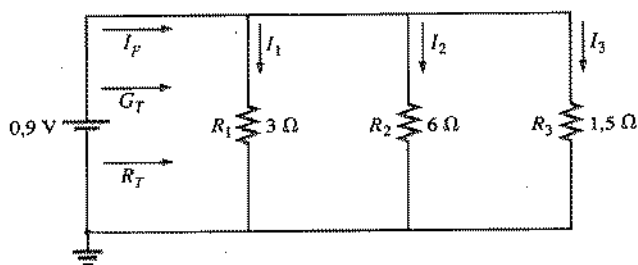 I_F I_1 I_2 I_3
G_T
0,9 V R_1 3 Ω R_2 6 Ω R_3 1,5 Ω
R_T